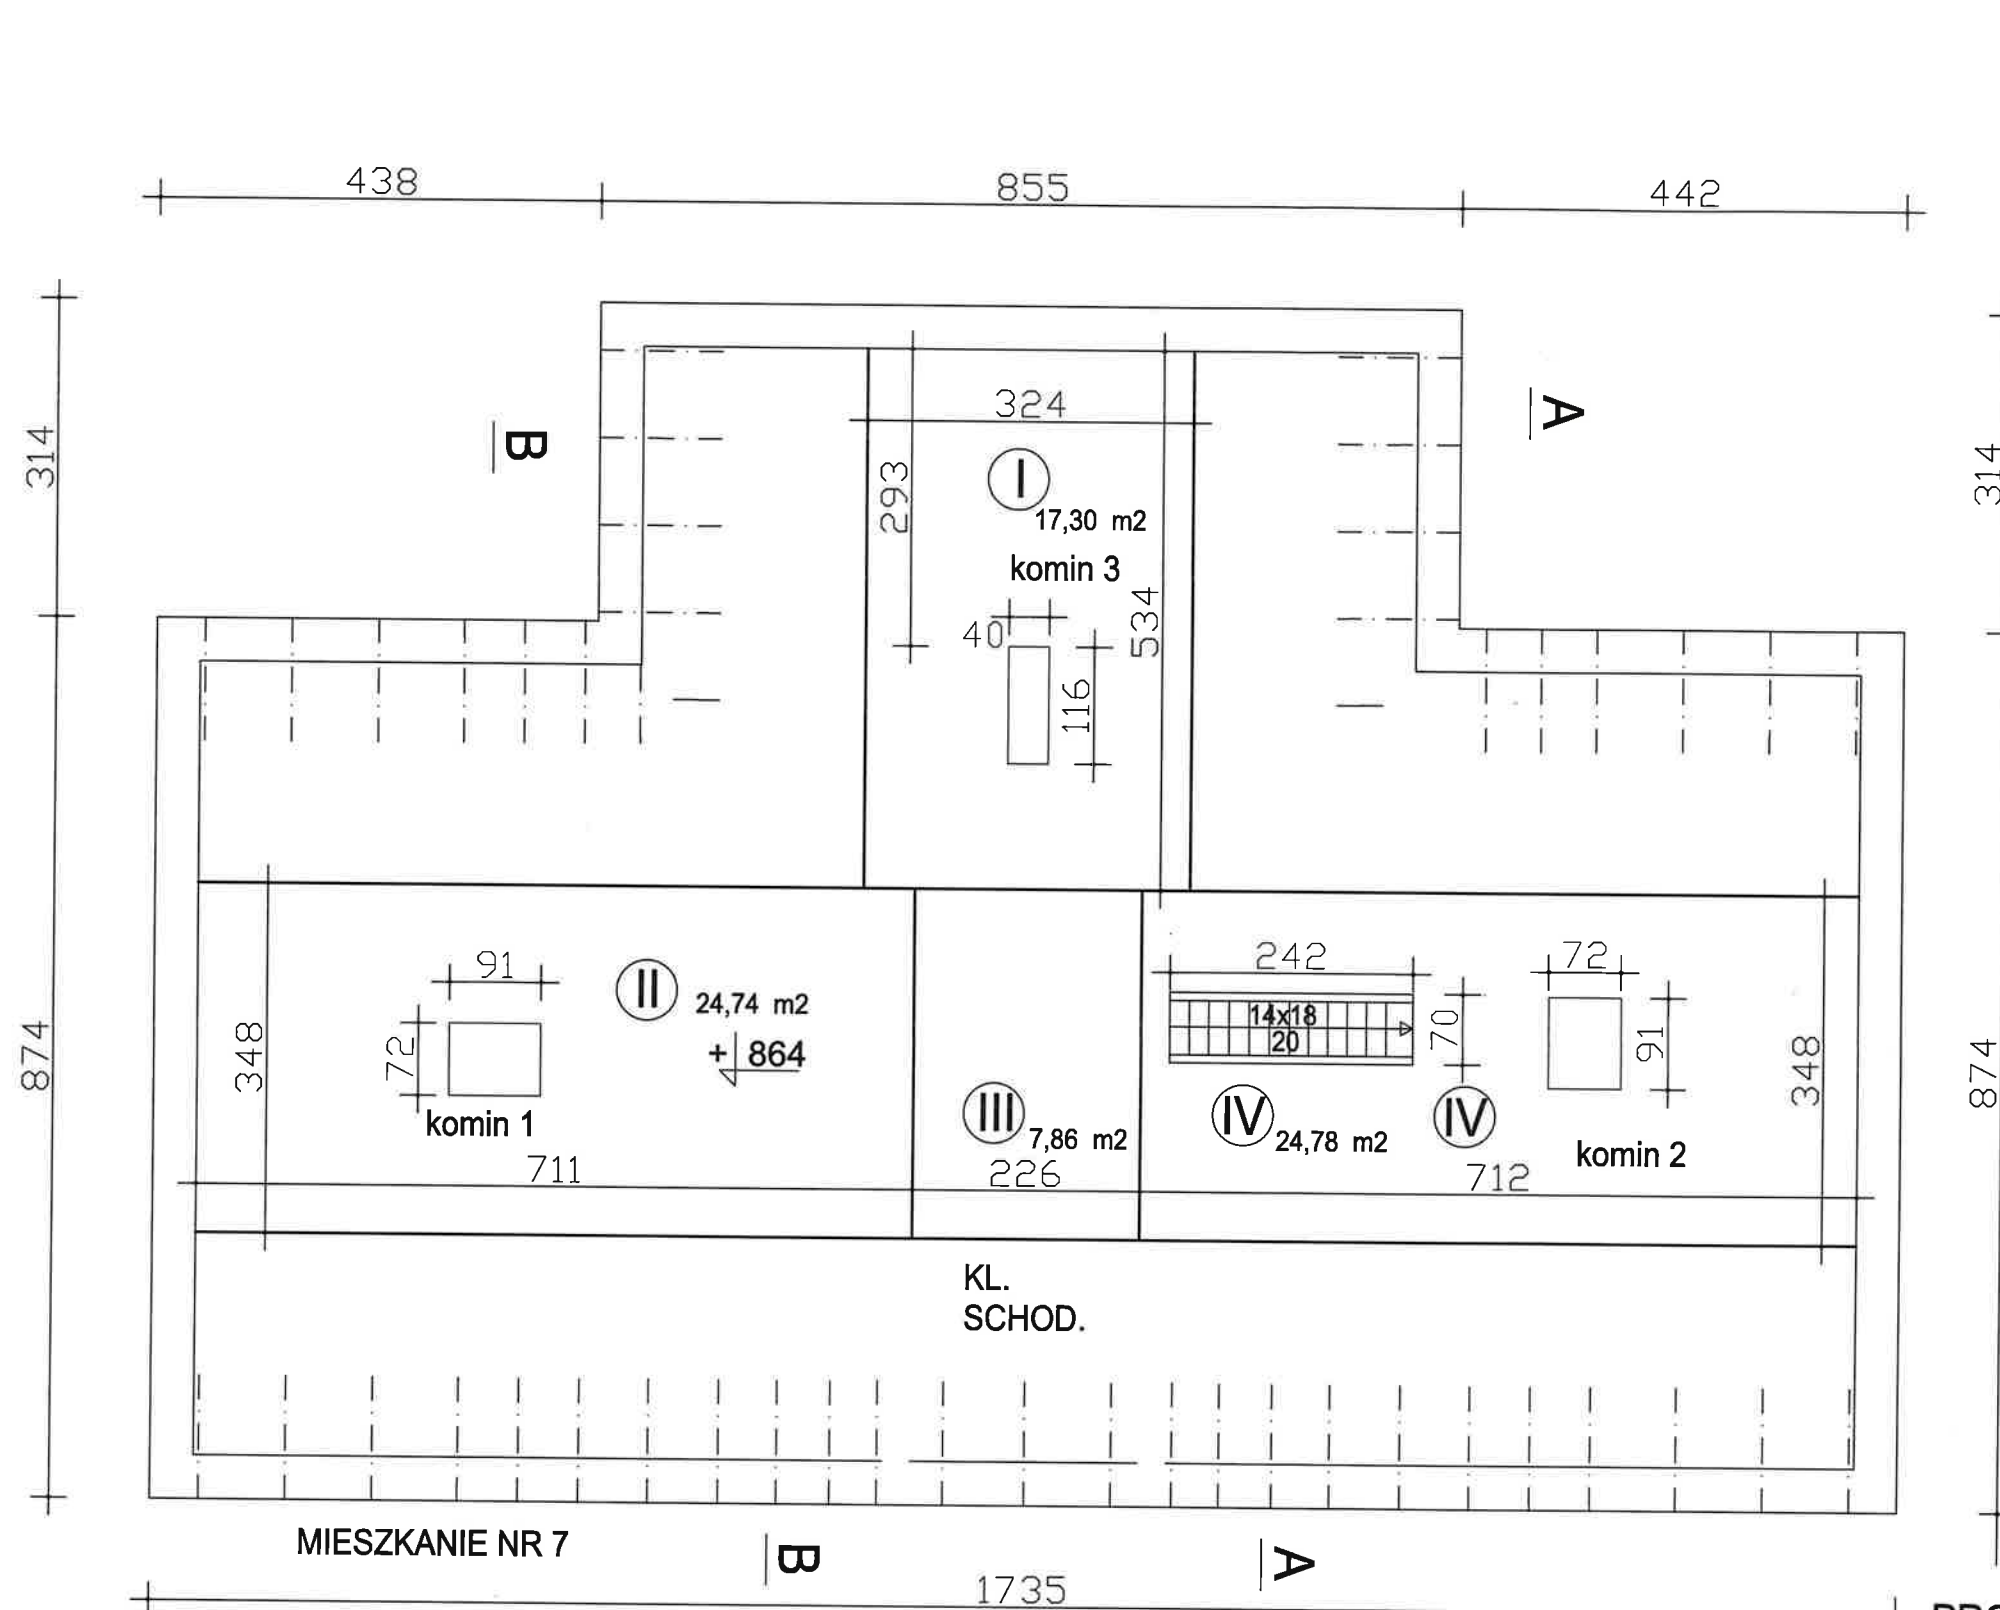 438
855
442
314
B
A
314
324
293
I
17,30 m2
komin 3
534
40
116
874
348
91
72
komin 1
II
24,74 m2
+ 864
711
III
7,86 m2
226
242
14x18
20
70
IV
24,78 m2
IV
72
91
komin 2
712
348
874
KL.
SCHOD.
MIESZKANIE NR 7
B
A
1735